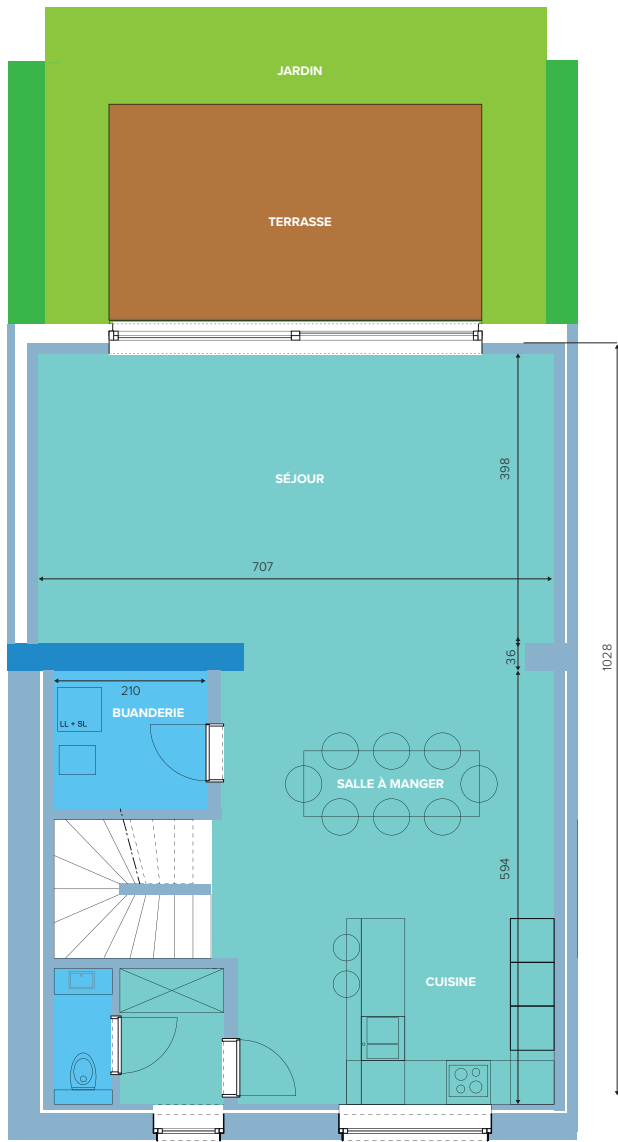 JARDIN
TERRASSE
SÉJOUR
398
707
36
1028
210
BUANDERIE
LL + SL
SALLE À MANGER
594
CUISINE